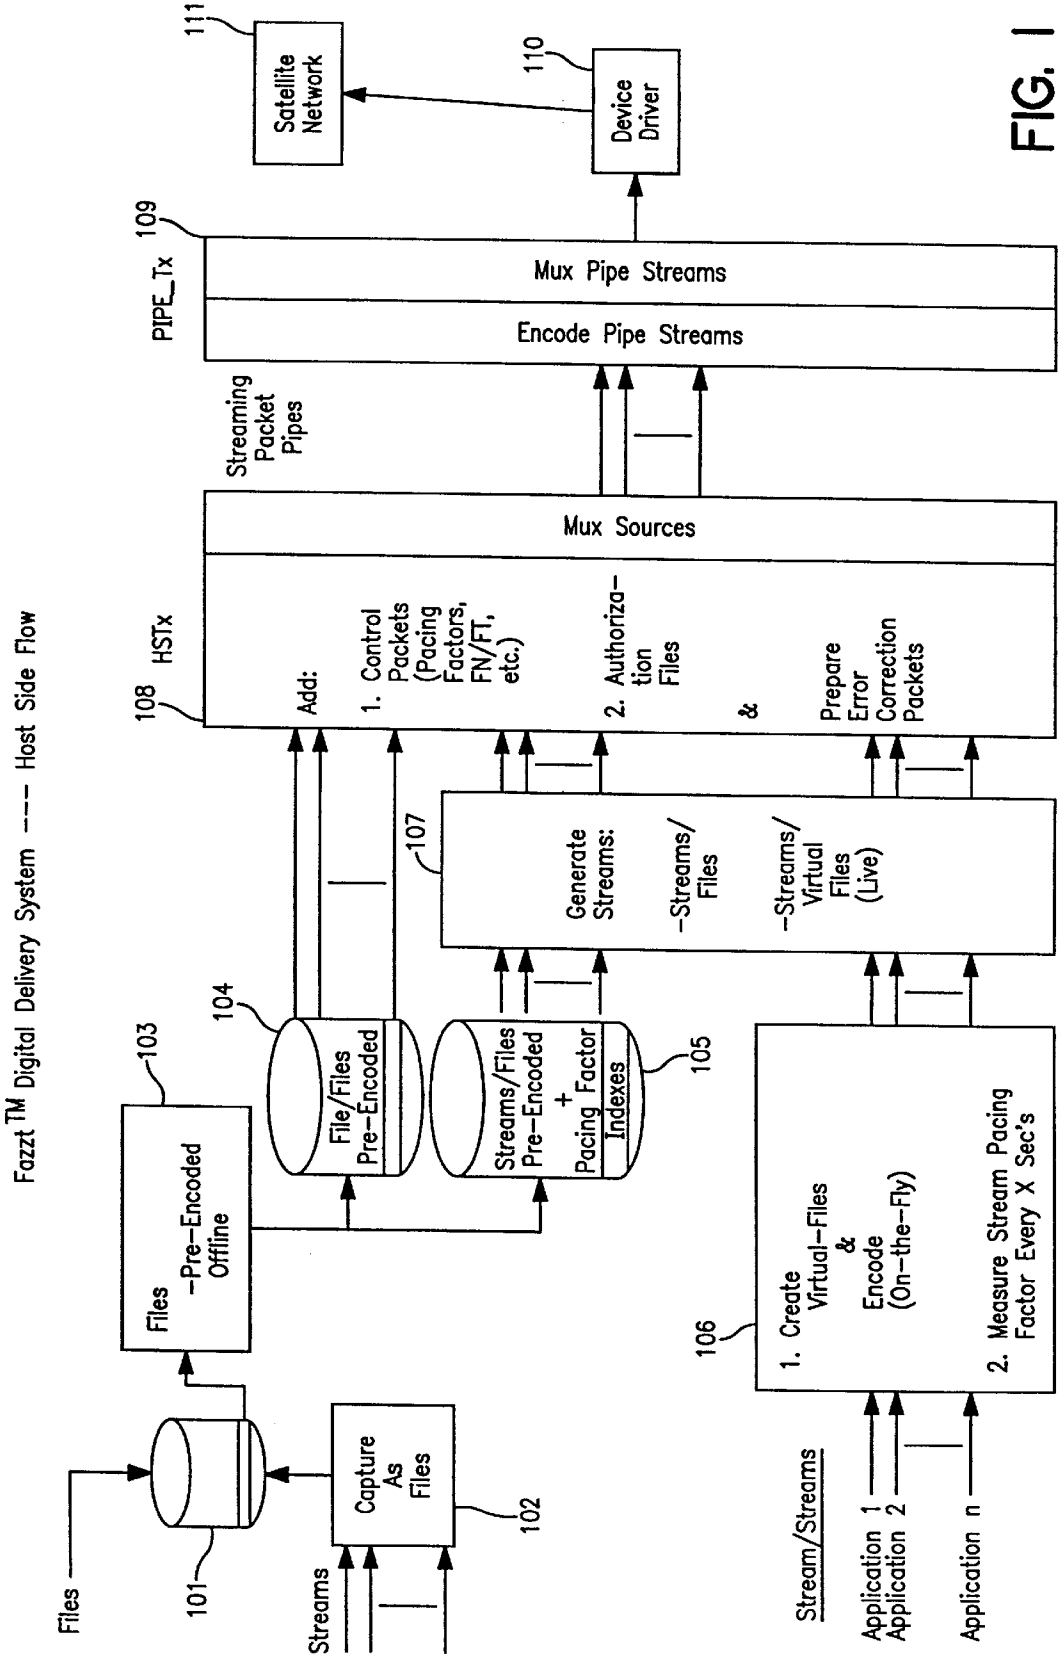 Fazzt™ Digital Delivery System --- Host Side Flow
Files
101
Streams
Capture
As
Files
102
103
Files
-Pre-Encoded
Offline
104
File/Files
Pre-Encoded
Streams/Files
Pre-Encoded
+
Pacing Factor
Indexes
105
Stream/Streams
Application 1
Application 2
Application n
106
1. Create
Virtual-Files
&
Encode
(On-the-Fly)
2. Measure Stream Pacing
Factor Every X Sec's
107
Generate
Streams:
-Streams/
Files
-Streams/
Virtual
Files
(Live)
108
HSTx
Add:
1. Control
Packets
(Pacing
Factors,
FN/FT,
etc.)
2. Authoriza-
tion
Files
&
Prepare
Error
Correction
Packets
Mux Sources
Streaming
Packet
Pipes
PIPE_Tx
109
Encode Pipe Streams
Mux Pipe Streams
110
Device
Driver
111
Satellite
Network
FIG. 1